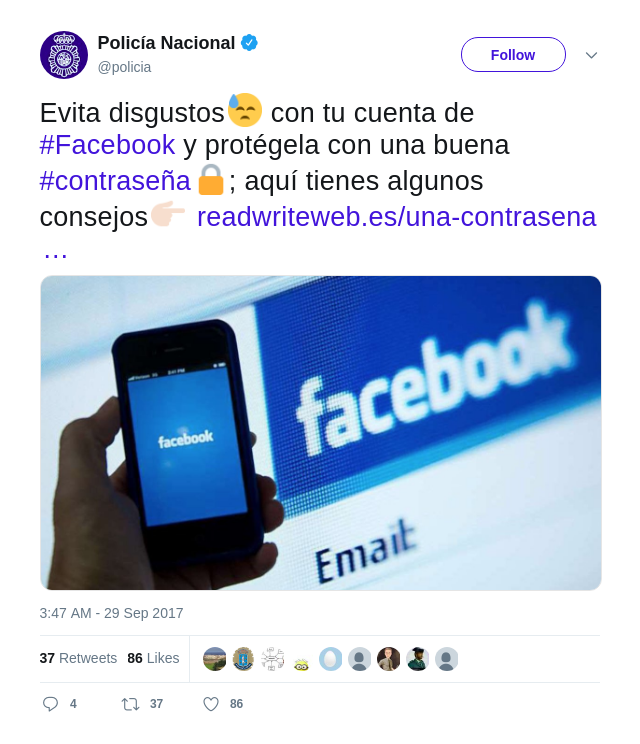 Policía Nacional
@policia
Follow
Evita disgustos😓 con tu cuenta de
#Facebook y protégela con una buena
#contraseña🔒; aquí tienes algunos
consejos👉🏻 readwriteweb.es/una-contrasena
…
facebook
facebook
Email
3:47 AM - 29 Sep 2017
37 Retweets 86 Likes
4 37 86